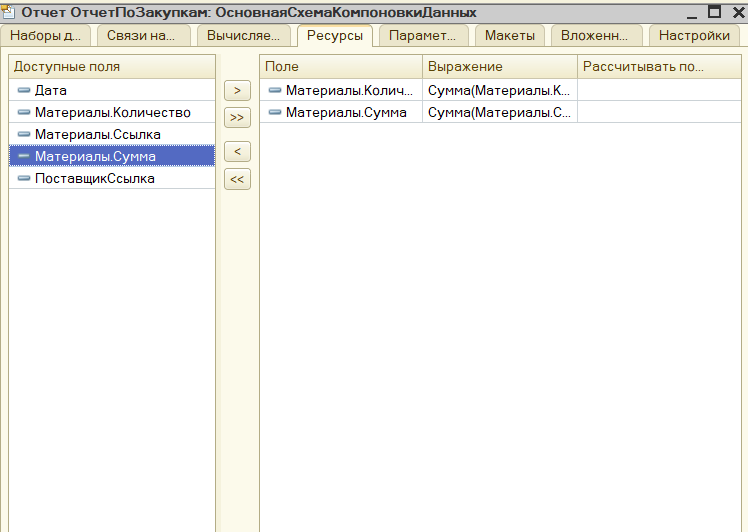 Отчет ОтчетПоЗакупкам: ОсновнаяСхемаКомпоновкиДанных
Наборы д... Связи на... Вычисляе... Ресурсы Парамет... Макеты Вложенн... Настройки
Доступные поля
Дата
Материалы.Количество
Материалы.Ссылка
Материалы.Сумма
ПоставщикСсылка
>
>>
<
<<
Поле Выражение Рассчитывать по...
Материалы.Колич... Сумма(Материалы.К...
Материалы.Сумма Сумма(Материалы.С...